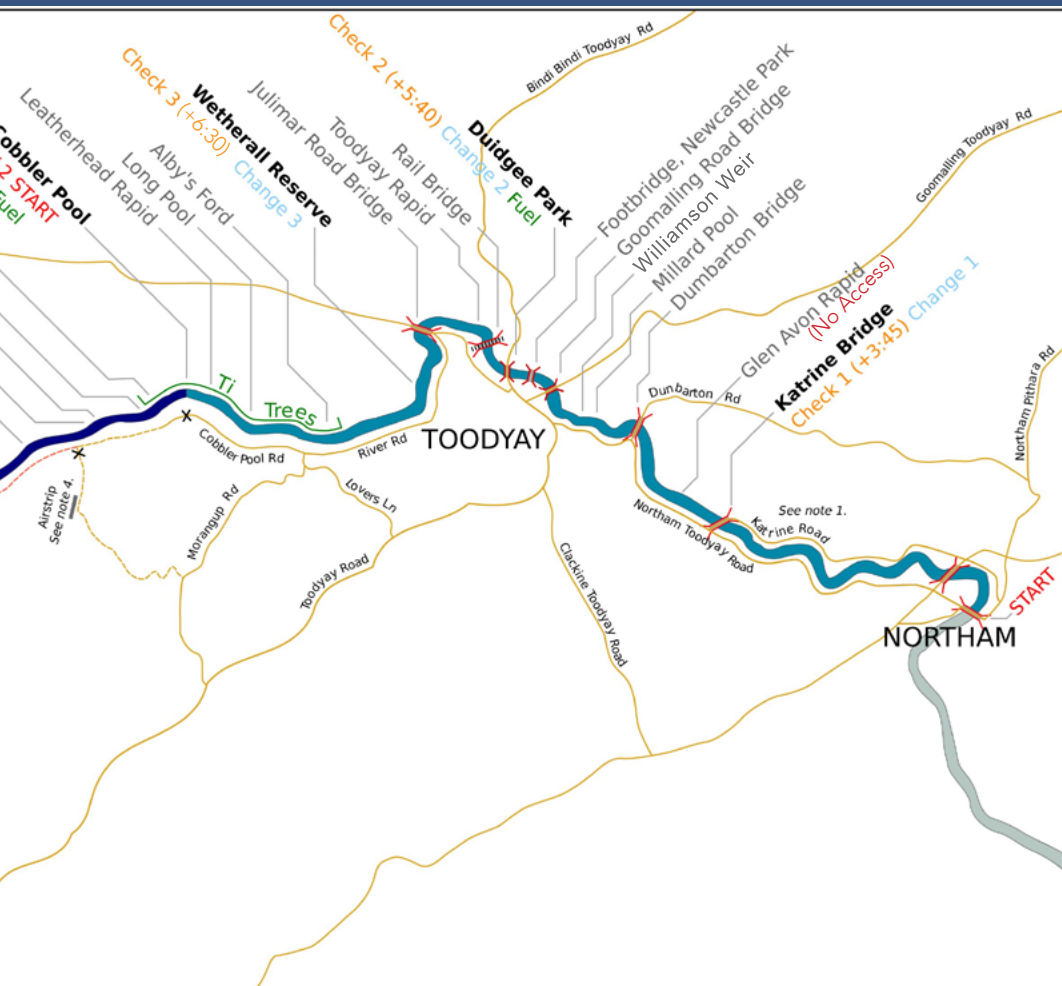 Bindi Bindi Toodyay Rd
Goomalling Toodyay Rd
Cobbler Pool
2 START
Fuel
Leatherhead Rapid
Long Pool
Alby's Ford
Check 3 (+6:30)
Wetherall Reserve
Change 3
Julimar Road Bridge
Toodyay Rapid
Rail Bridge
Check 2 (+5:40) Change 2 Fuel
Duidgee Park
Footbridge, Newcastle Park
Goomalling Road Bridge
Williamson Weir
Millard Pool
Dumbarton Bridge
Glen Avon Rapid
(No Access)
Katrine Bridge
Check 1 (+3:45) Change 1
Northam Pithara Rd
Dunbarton Rd
Ti
Trees
TOODYAY
Cobbler Pool Rd
River Rd
Lovers Ln
Morangup Rd
Airstrip
See note 4.
Toodyay Road
Clackine Toodyay Road
Northam Toodyay Road
See note 1.
Katrine Road
START
NORTHAM